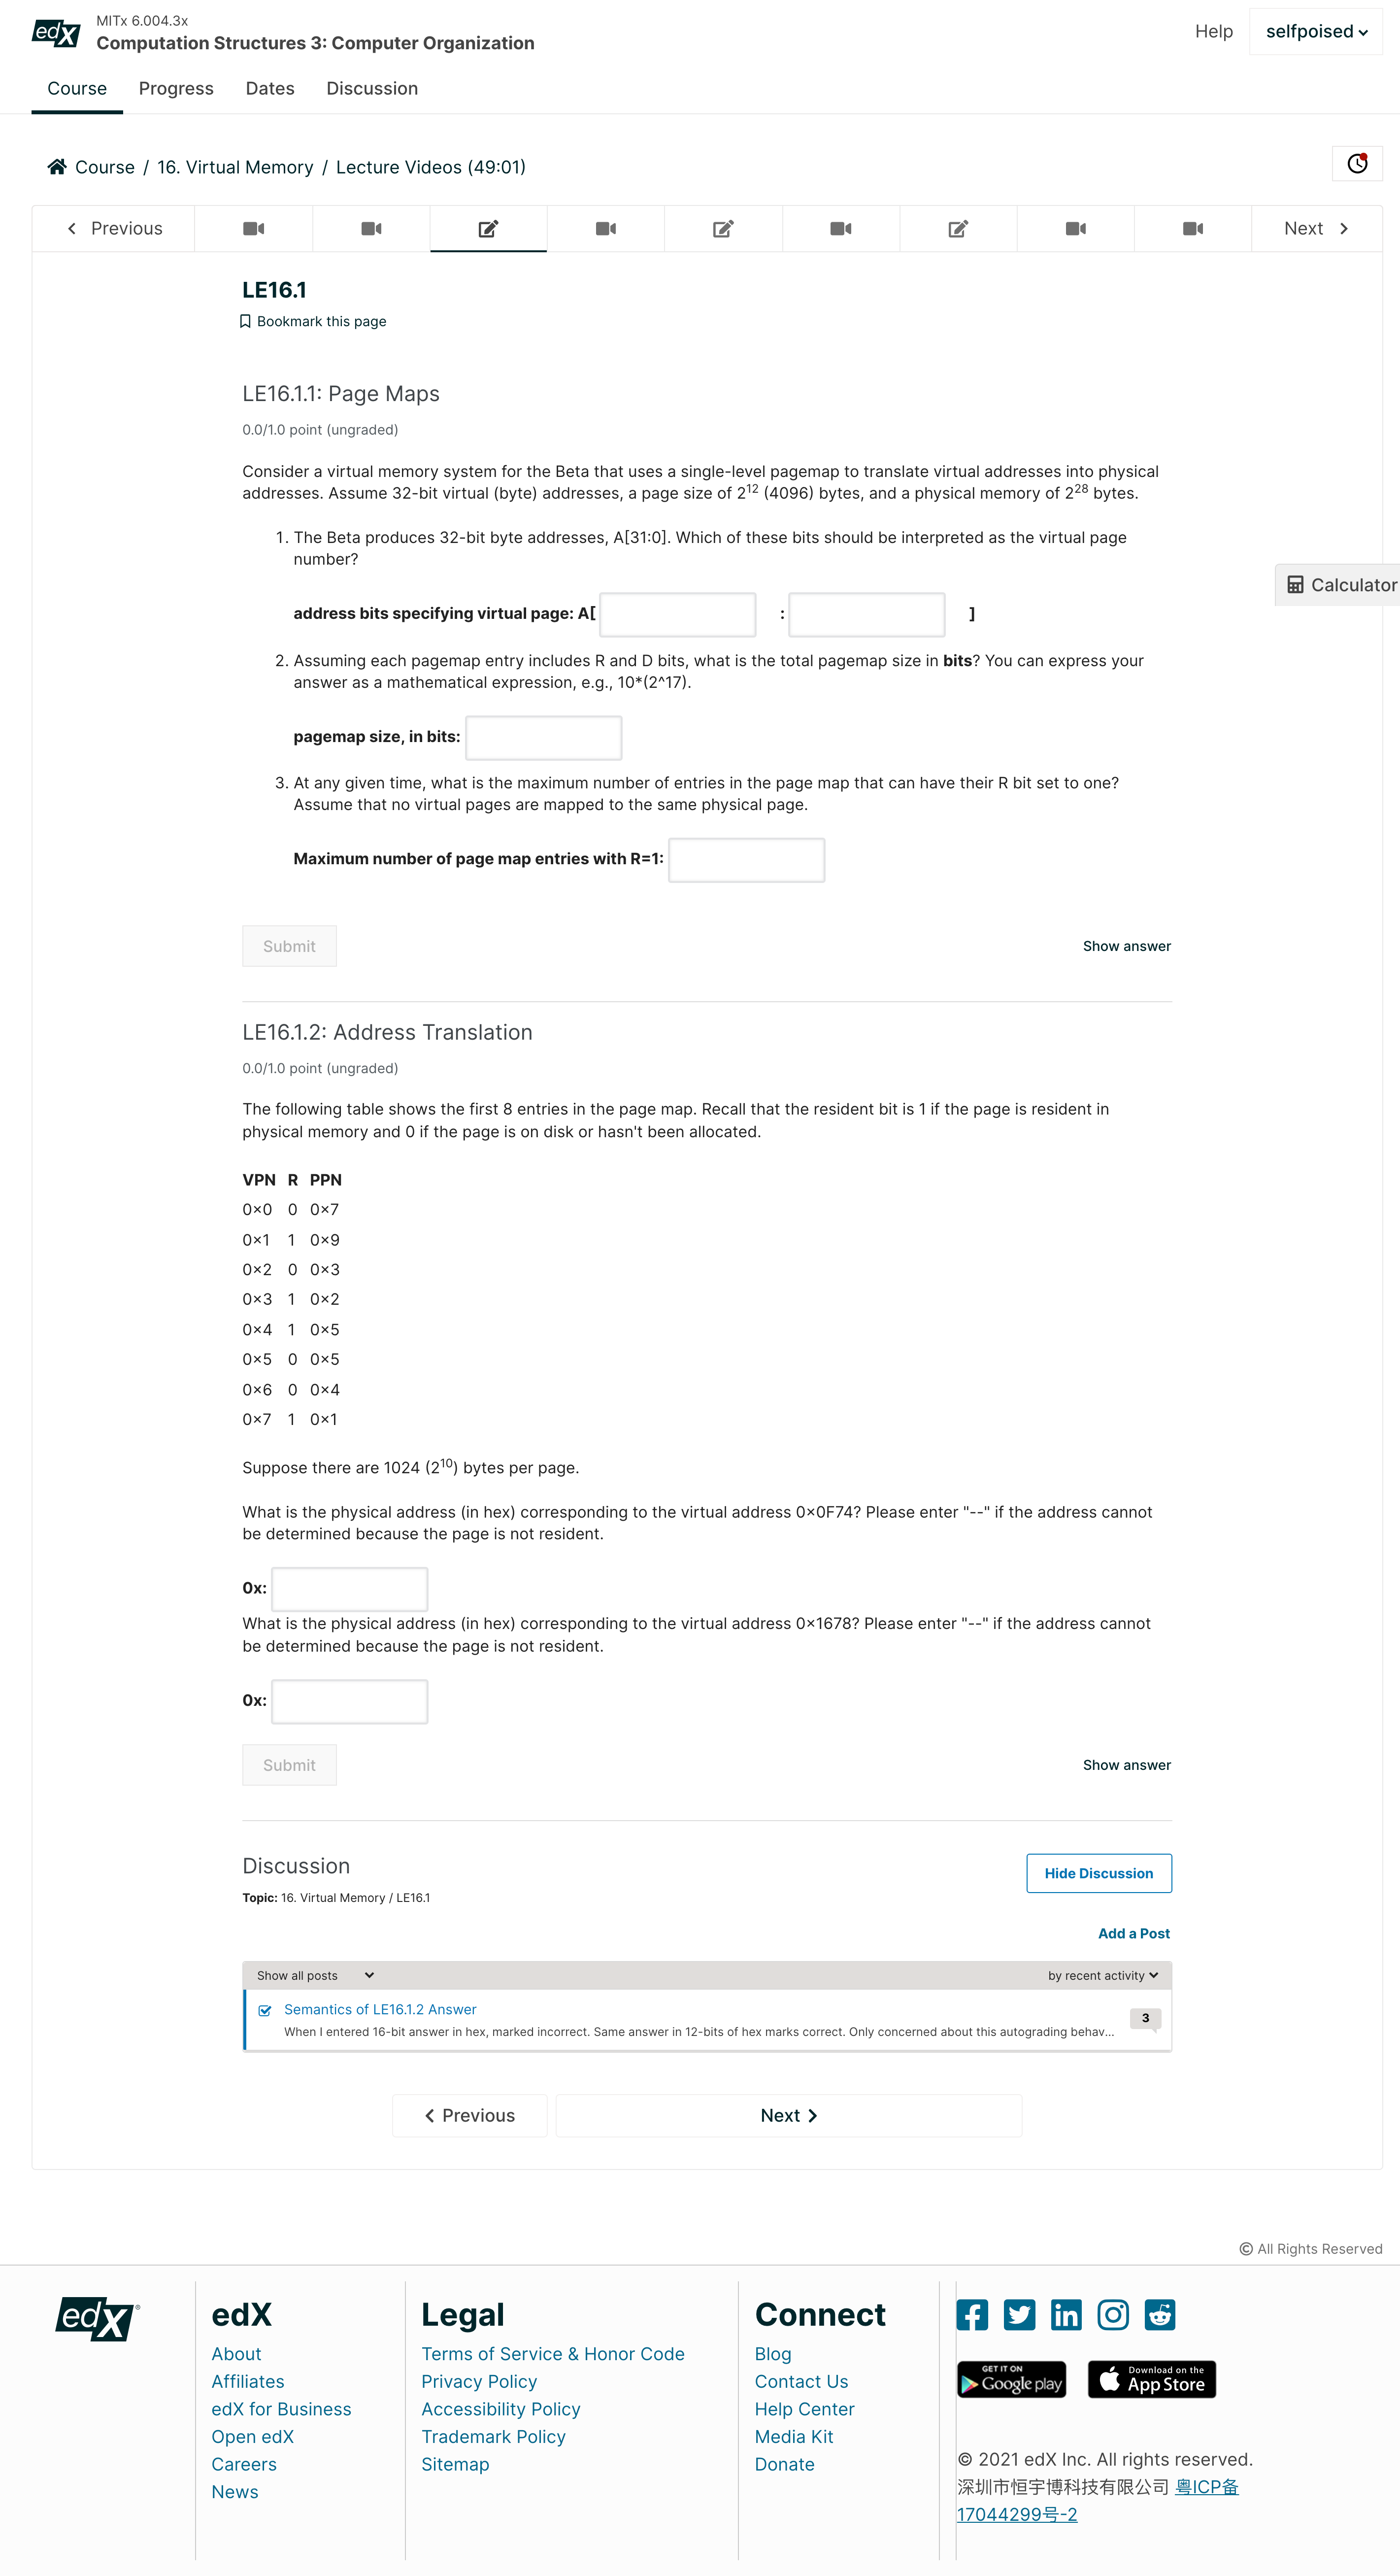 edX
MITx 6.004.3x
Computation Structures 3: Computer Organization
Help
selfpoised
Course
Progress
Dates
Discussion
Course / 16. Virtual Memory / Lecture Videos (49:01)
Previous
Next
LE16.1
Bookmark this page
LE16.1.1: Page Maps
0.0/1.0 point (ungraded)
Consider a virtual memory system for the Beta that uses a single-level pagemap to translate virtual addresses into physical
addresses. Assume 32-bit virtual (byte) addresses, a page size of 2¹² (4096) bytes, and a physical memory of 2²⁸ bytes.
1. The Beta produces 32-bit byte addresses, A[31:0]. Which of these bits should be interpreted as the virtual page
number?
Calculator
address bits specifying virtual page: A[ : ]
2. Assuming each pagemap entry includes R and D bits, what is the total pagemap size in bits? You can express your
answer as a mathematical expression, e.g., 10*(2^17).
pagemap size, in bits:
3. At any given time, what is the maximum number of entries in the page map that can have their R bit set to one?
Assume that no virtual pages are mapped to the same physical page.
Maximum number of page map entries with R=1:
Submit
Show answer
LE16.1.2: Address Translation
0.0/1.0 point (ungraded)
The following table shows the first 8 entries in the page map. Recall that the resident bit is 1 if the page is resident in
physical memory and 0 if the page is on disk or hasn't been allocated.
VPN R PPN
0×0 0 0×7
0×1 1 0×9
0×2 0 0×3
0×3 1 0×2
0×4 1 0×5
0×5 0 0×5
0×6 0 0×4
0×7 1 0×1
Suppose there are 1024 (2¹⁰) bytes per page.
What is the physical address (in hex) corresponding to the virtual address 0×0F74? Please enter "--" if the address cannot
be determined because the page is not resident.
0x:
What is the physical address (in hex) corresponding to the virtual address 0×1678? Please enter "--" if the address cannot
be determined because the page is not resident.
0x:
Submit
Show answer
Discussion
Hide Discussion
Topic: 16. Virtual Memory / LE16.1
Add a Post
Show all posts
by recent activity
Semantics of LE16.1.2 Answer
When I entered 16-bit answer in hex, marked incorrect. Same answer in 12-bits of hex marks correct. Only concerned about this autograding behav...
3
Previous
Next
© All Rights Reserved
edX®
edX
About
Affiliates
edX for Business
Open edX
Careers
News
Legal
Terms of Service & Honor Code
Privacy Policy
Accessibility Policy
Trademark Policy
Sitemap
Connect
Blog
Contact Us
Help Center
Media Kit
Donate
GET IT ON
Google play
Download on the
App Store
© 2021 edX Inc. All rights reserved.
深圳市恒宇博科技有限公司 粤ICP备
17044299号-2